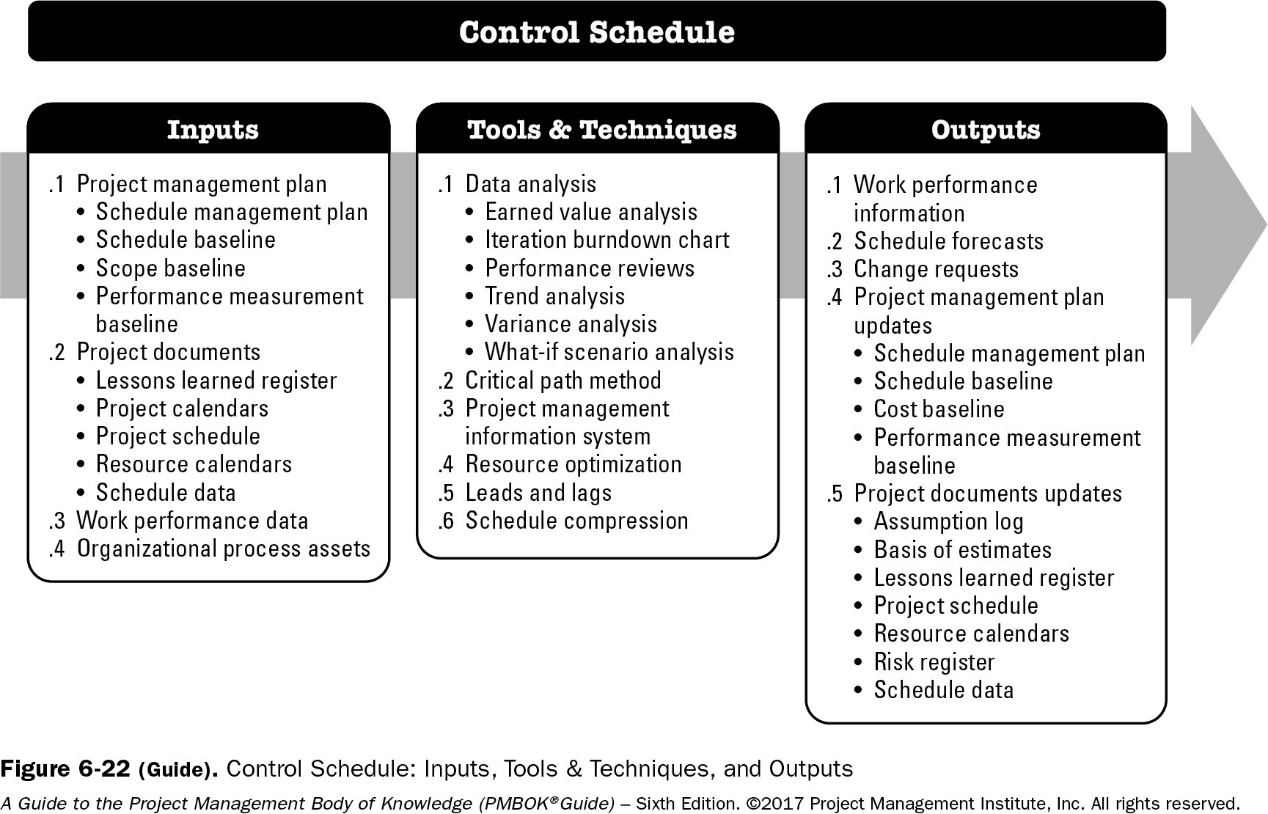 Control Schedule
Inputs
.1 Project management plan
• Schedule management plan
• Schedule baseline
• Scope baseline
• Performance measurement
baseline
.2 Project documents
• Lessons learned register
• Project calendars
• Project schedule
• Resource calendars
• Schedule data
.3 Work performance data
.4 Organizational process assets
Tools & Techniques
.1 Data analysis
• Earned value analysis
• Iteration burndown chart
• Performance reviews
• Trend analysis
• Variance analysis
• What-if scenario analysis
.2 Critical path method
.3 Project management
information system
.4 Resource optimization
.5 Leads and lags
.6 Schedule compression
Outputs
.1 Work performance
information
.2 Schedule forecasts
.3 Change requests
.4 Project management plan
updates
• Schedule management plan
• Schedule baseline
• Cost baseline
• Performance measurement
baseline
.5 Project documents updates
• Assumption log
• Basis of estimates
• Lessons learned register
• Project schedule
• Resource calendars
• Risk register
• Schedule data
Figure 6-22 (Guide). Control Schedule: Inputs, Tools & Techniques, and Outputs
A Guide to the Project Management Body of Knowledge (PMBOK® Guide) – Sixth Edition. ©2017 Project Management Institute, Inc. All rights reserved.